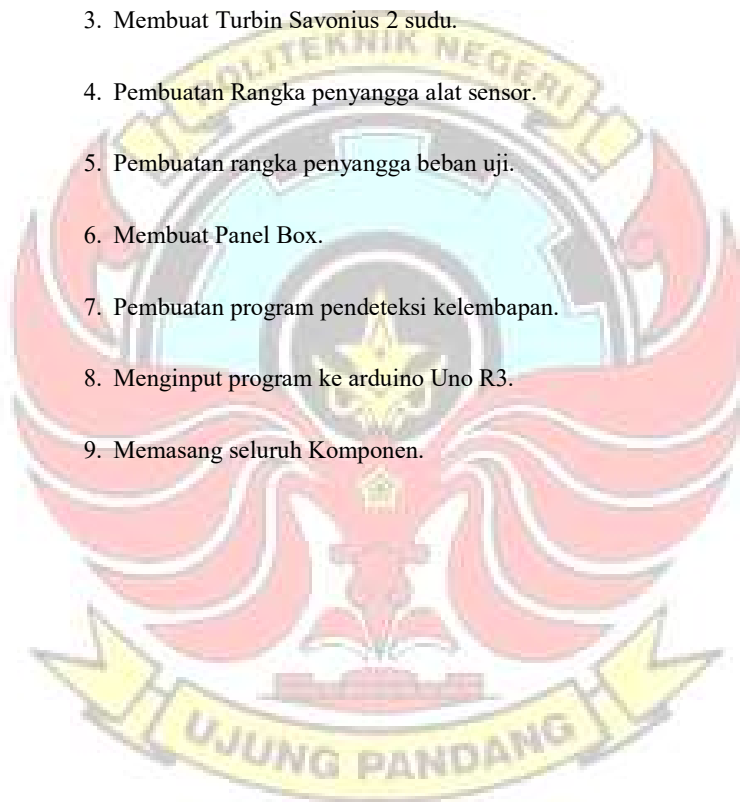 3. Membuat Turbin Savonius 2 sudu.
POLITEKNIK NEGERI
4. Pembuatan Rangka penyangga alat sensor.
5. Pembuatan rangka penyangga beban uji.
6. Membuat Panel Box.
7. Pembuatan program pendeteksi kelembapan.
8. Menginput program ke arduino Uno R3.
9. Memasang seluruh Komponen.
UJUNG PANDANG